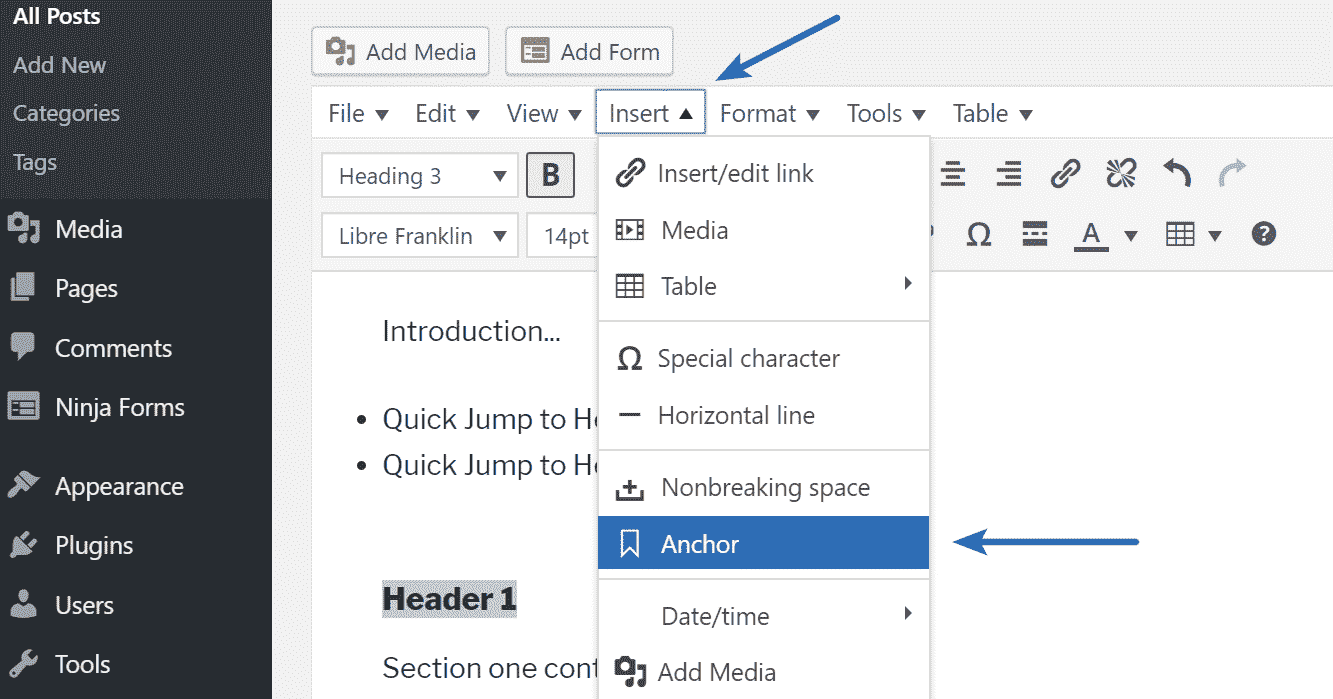 All Posts
Add New
Categories
Tags
Media
Pages
Comments
Ninja Forms
Appearance
Plugins
Users
Tools
Add Media Add Form
File Edit View Insert Format Tools Table
Heading 3 B
Libre Franklin 14pt Ω A ?
Insert/edit link
Media
Table
Ω Special character
Horizontal line
Nonbreaking space
Anchor
Date/time
Add Media
Introduction...
Quick Jump to
Quick Jump to
Header 1
Section one